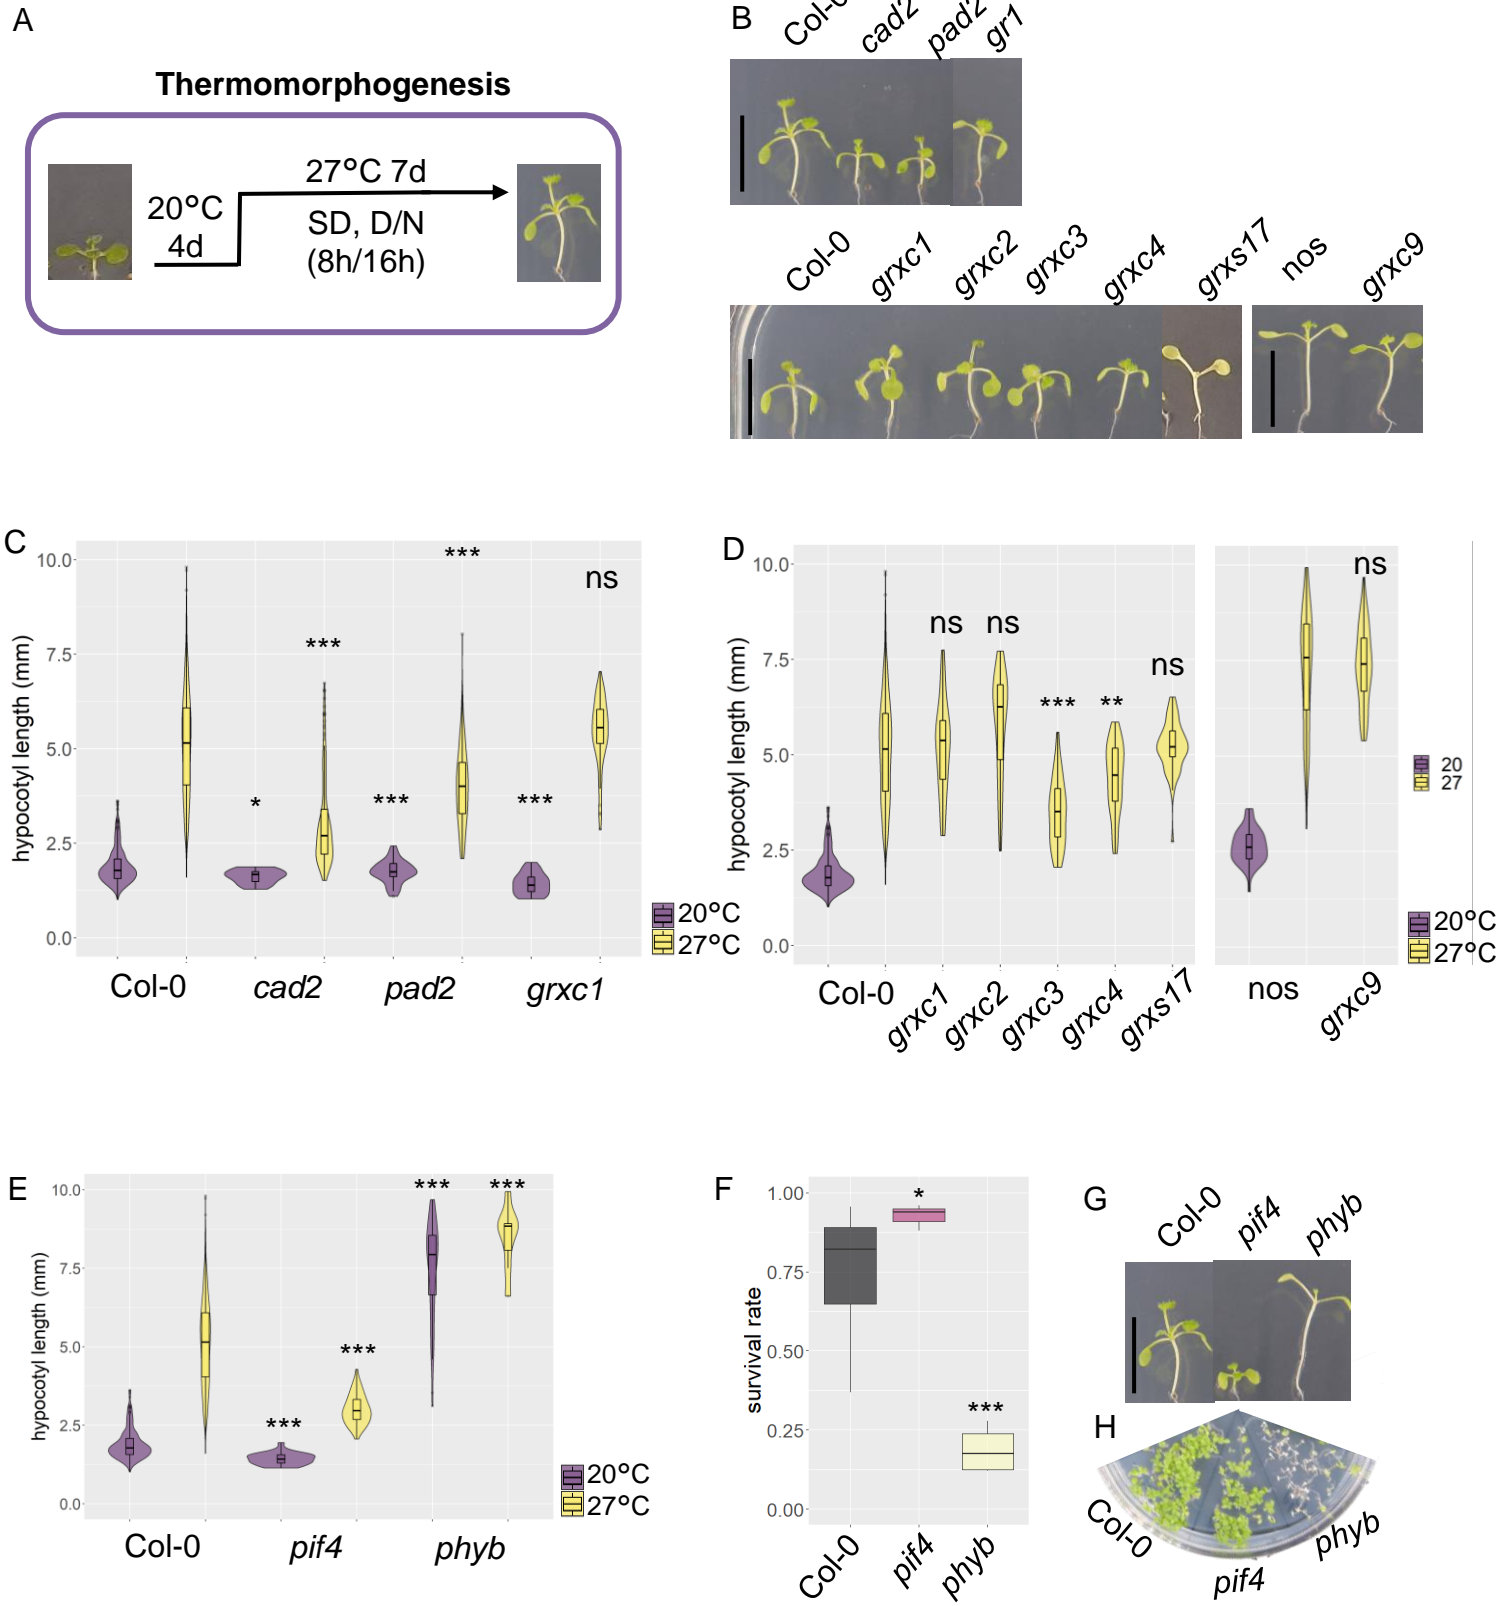 A
Thermomorphogenesis
20°C
4d
27°C 7d
SD, D/N
(8h/16h)
B
Col-0
cad2
pad2
gr1
Col-0
grxc1
grxc2
grxc3
grxc4
grxs17
nos
grxc9
C
hypocotyl length (mm)
10.0
7.5
5.0
2.5
0.0
*
***
***
***
***
ns
Col-0
cad2
pad2
grxc1
20°C
27°C
D
hypocotyl length (mm)
10.0
7.5
5.0
2.5
0.0
ns
ns
***
**
ns
ns
Col-0
grxc1
grxc2
grxc3
grxc4
grxs17
nos
grxc9
20
27
20°C
27°C
E
hypocotyl length (mm)
10.0
7.5
5.0
2.5
0.0
***
***
***
***
Col-0
pif4
phyb
20°C
27°C
F
survival rate
1.00
0.75
0.50
0.25
0.00
*
***
Col-0
pif4
phyb
G
Col-0
pif4
phyb
H
Col-0
pif4
phyb